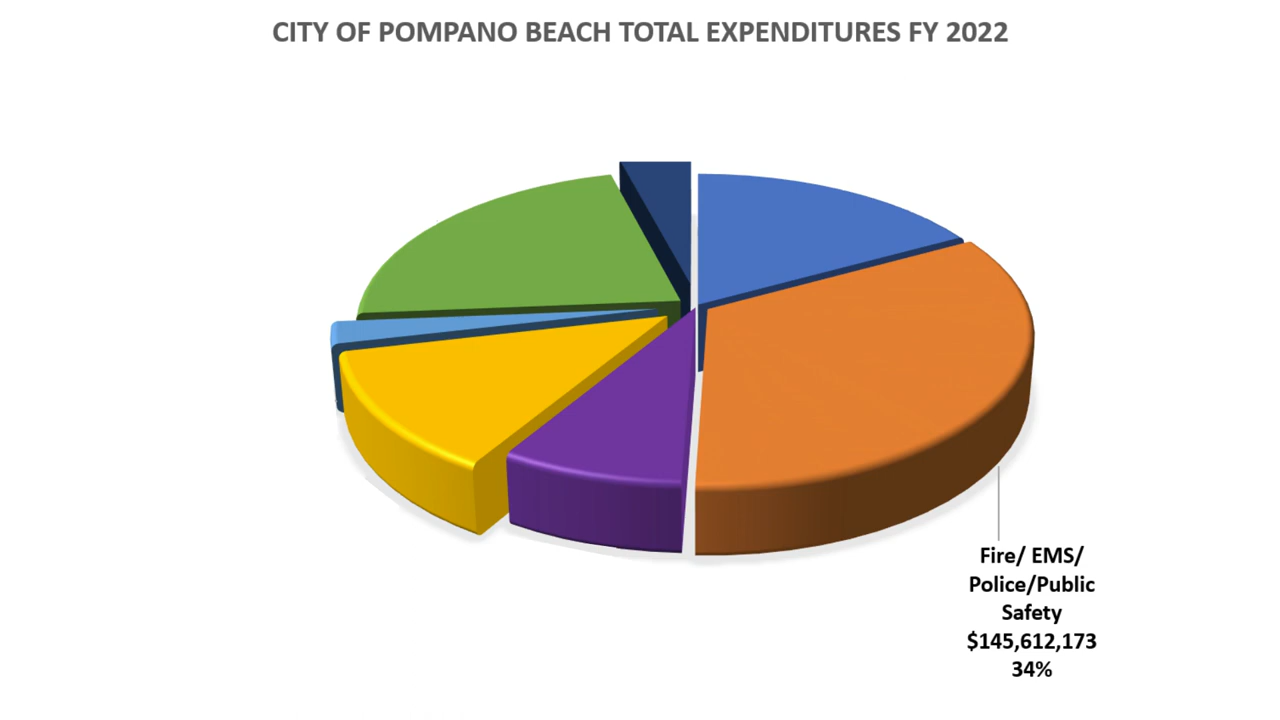 CITY OF POMPANO BEACH TOTAL EXPENDITURES FY 2022
Fire/ EMS/
Police/Public
Safety
$145,612,173
34%